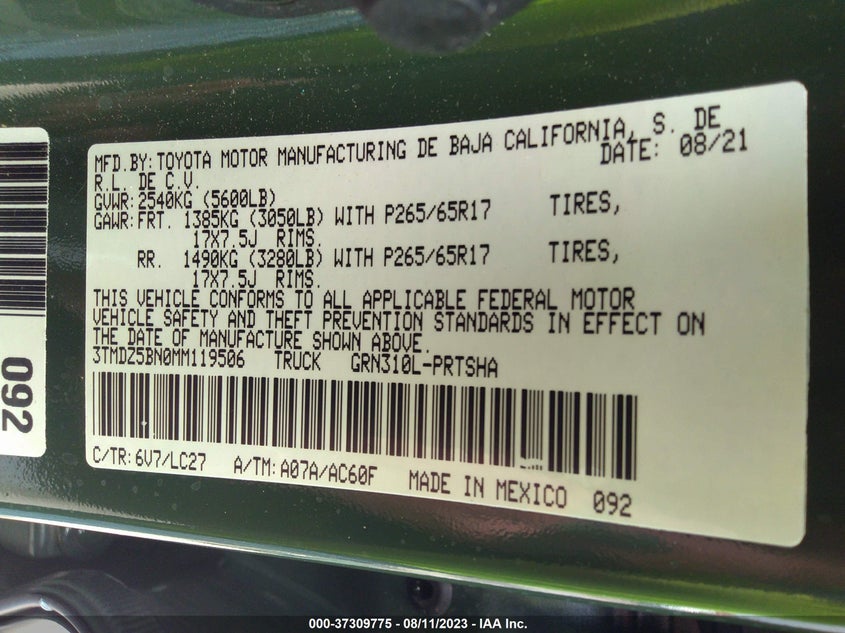 MFD.BY:TOYOTA MOTOR MANUFACTURING DE BAJA CALIFORNIA, S. DE
R.L. DE C.V. DATE: 08/21
GVWR:2540KG (5600LB)
GAWR:FRT. 1385KG (3050LB) WITH P265/65R17 TIRES,
17X7.5J RIMS.
RR. 1490KG (3280LB) WITH P265/65R17 TIRES,
17X7.5J RIMS.
THIS VEHICLE CONFORMS TO ALL APPLICABLE FEDERAL MOTOR
VEHICLE SAFETY AND THEFT PREVENTION STANDARDS IN EFFECT ON
THE DATE OF MANUFACTURE SHOWN ABOVE.
3TMDZ5BN0MM119506 TRUCK GRN310L-PRTSHA
C/TR:6V7/LC27 A/TM:A07A/AC60F MADE IN MEXICO 092
092
000-37309775 - 08/11/2023 - IAA Inc.